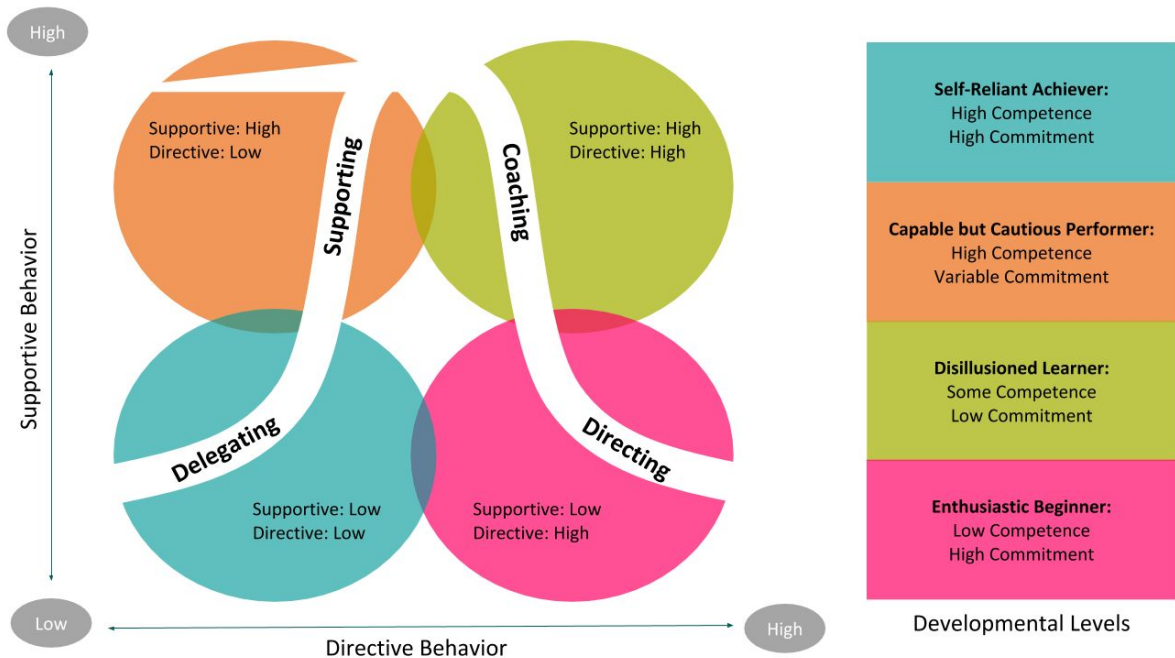 High
Supportive Behavior
Low
Supportive: High
Directive: Low
Supporting
Supportive: High
Directive: High
Coaching
Delegating
Supportive: Low
Directive: Low
Directing
Supportive: Low
Directive: High
Directive Behavior
High
Self-Reliant Achiever:
High Competence
High Commitment
Capable but Cautious Performer:
High Competence
Variable Commitment
Disillusioned Learner:
Some Competence
Low Commitment
Enthusiastic Beginner:
Low Competence
High Commitment
Developmental Levels